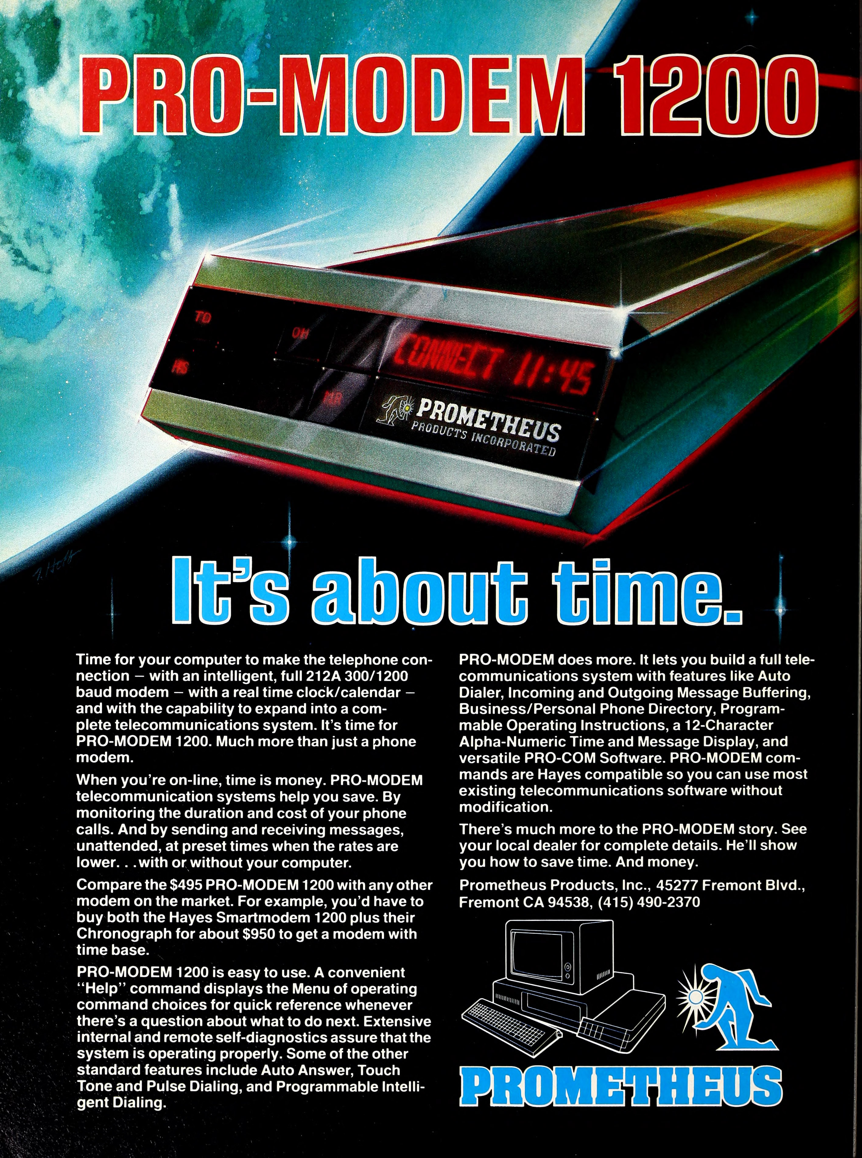 PRO-MODEM 1200
TD
OH
CONNECT 11:45
MR
PROMETHEUS
PRODUCTS INCORPORATED
It's about time.
Time for your computer to make the telephone con-
nection – with an intelligent, full 212A 300/1200
baud modem – with a real time clock/calendar –
and with the capability to expand into a com-
plete telecommunications system. It's time for
PRO-MODEM 1200. Much more than just a phone
modem.
When you're on-line, time is money. PRO-MODEM
telecommunication systems help you save. By
monitoring the duration and cost of your phone
calls. And by sending and receiving messages,
unattended, at preset times when the rates are
lower. . .with or without your computer.
Compare the $495 PRO-MODEM 1200 with any other
modem on the market. For example, you'd have to
buy both the Hayes Smartmodem 1200 plus their
Chronograph for about $950 to get a modem with
time base.
PRO-MODEM 1200 is easy to use. A convenient
"Help" command displays the Menu of operating
command choices for quick reference whenever
there's a question about what to do next. Extensive
internal and remote self-diagnostics assure that the
system is operating properly. Some of the other
standard features include Auto Answer, Touch
Tone and Pulse Dialing, and Programmable Intelli-
gent Dialing.
PRO-MODEM does more. It lets you build a full tele-
communications system with features like Auto
Dialer, Incoming and Outgoing Message Buffering,
Business/Personal Phone Directory, Program-
mable Operating Instructions, a 12-Character
Alpha-Numeric Time and Message Display, and
versatile PRO-COM Software. PRO-MODEM com-
mands are Hayes compatible so you can use most
existing telecommunications software without
modification.
There's much more to the PRO-MODEM story. See
your local dealer for complete details. He'll show
you how to save time. And money.
Prometheus Products, Inc., 45277 Fremont Blvd.,
Fremont CA 94538, (415) 490-2370
PROMETHEUS